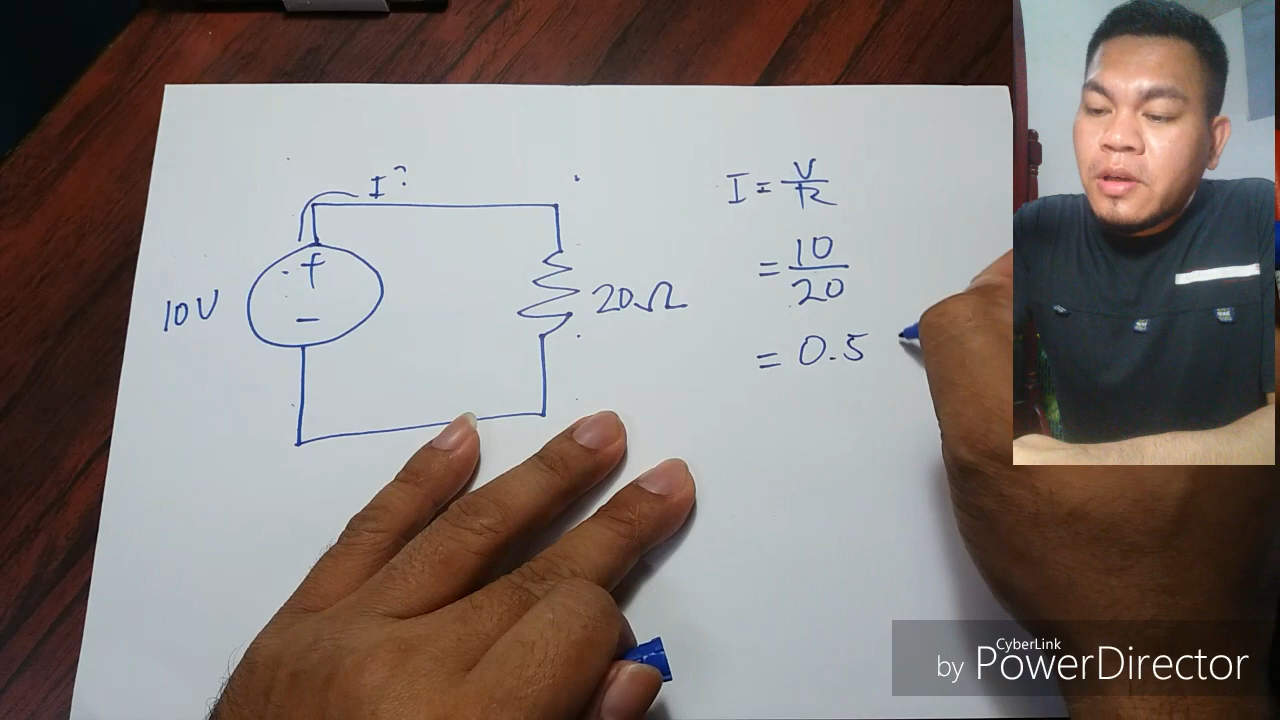 I?
10V
+
-
20Ω
I = V/R
= 10/20
= 0.5
CyberLink
by PowerDirector